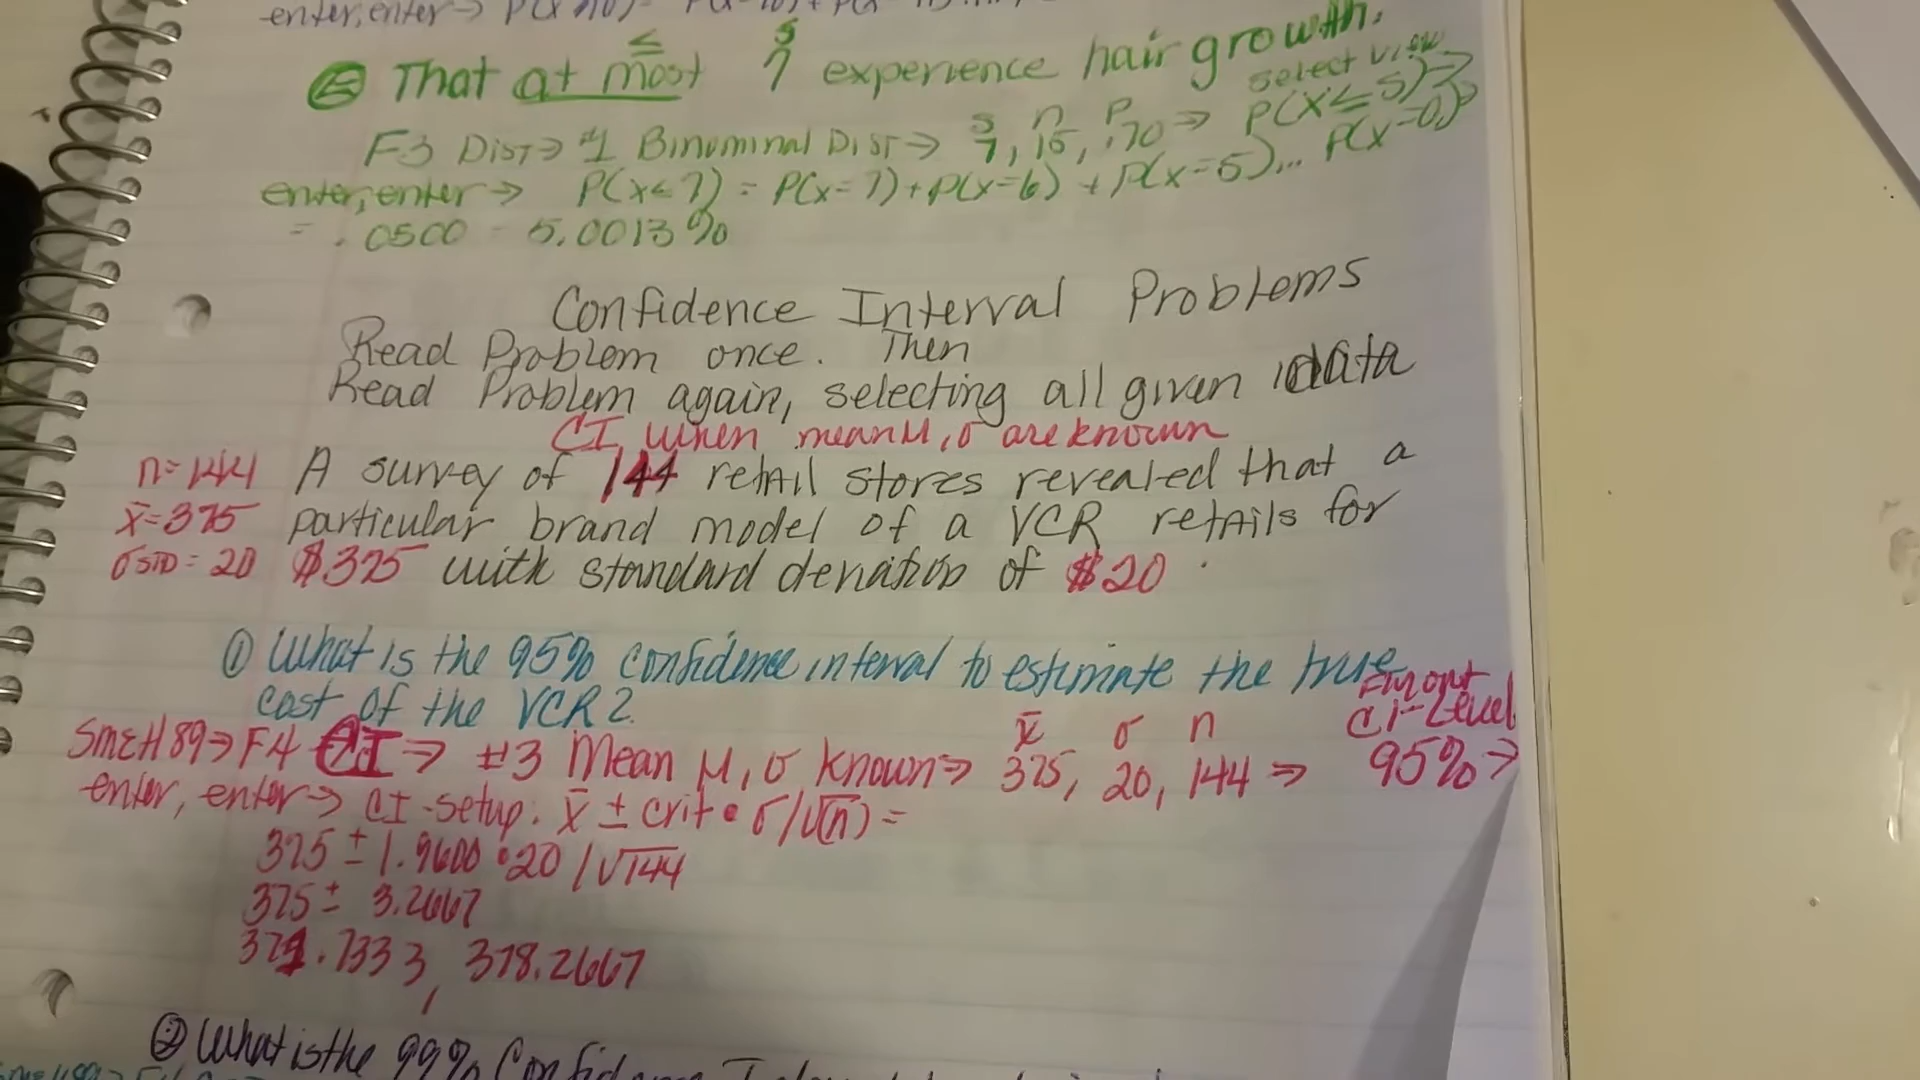 enter, enter → P(x
≤ s
⑤ That at most 7 experience hair growth.
select view
s n p
F3 Dist → #1 Binominal Dist → 7, 15, .70 ⇒ P(X ≤ S) →
enter, enter → P(x≤7) = P(x=7) + P(x=6) + P(x=5)... P(x=0)
= .0500 = 5.0013%
Confidence Interval Problems
Read Problem once. Then
Read Problem again, selecting all given data
CI when mean μ, σ are known
n=144 A survey of 144 retail stores revealed that a
x̄=375 particular brand model of a VCR retails for
σ STD = 20 $375 with standard deviation of $20.
① What is the 95% confidence interval to estimate the true
cost of the VCR?
CI-Level
x̄ σ n
SmcH 89 → F4 CI ⇒ #3 Mean μ, σ known ⇒ 375, 20, 144 ⇒ 95% →
enter, enter → CI-setup: x̄ ± crit • σ/√(n) =
375 ± 1.9600 • 20 / √144
375 ± 3.2667
371.7333, 378.2667
② What is the 99% Confidence